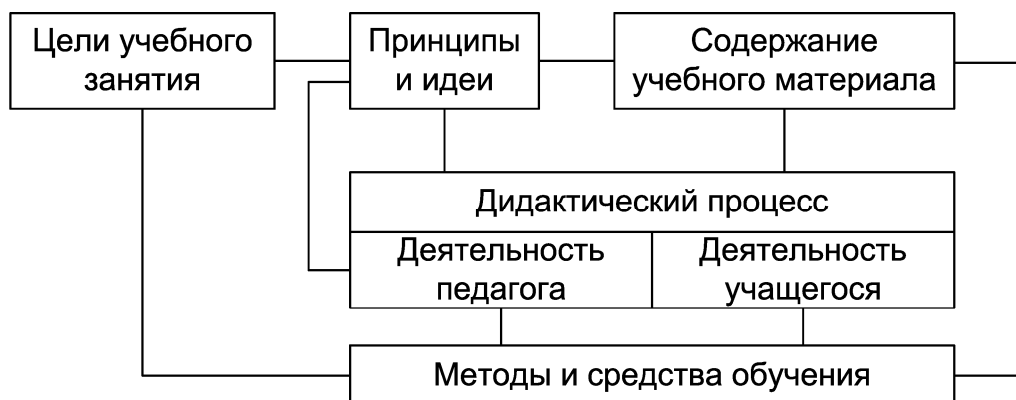 Цели учебного
занятия
Принципы
и идеи
Содержание
учебного материала
Дидактический процесс
Деятельность
педагога
Деятельность
учащегося
Методы и средства обучения